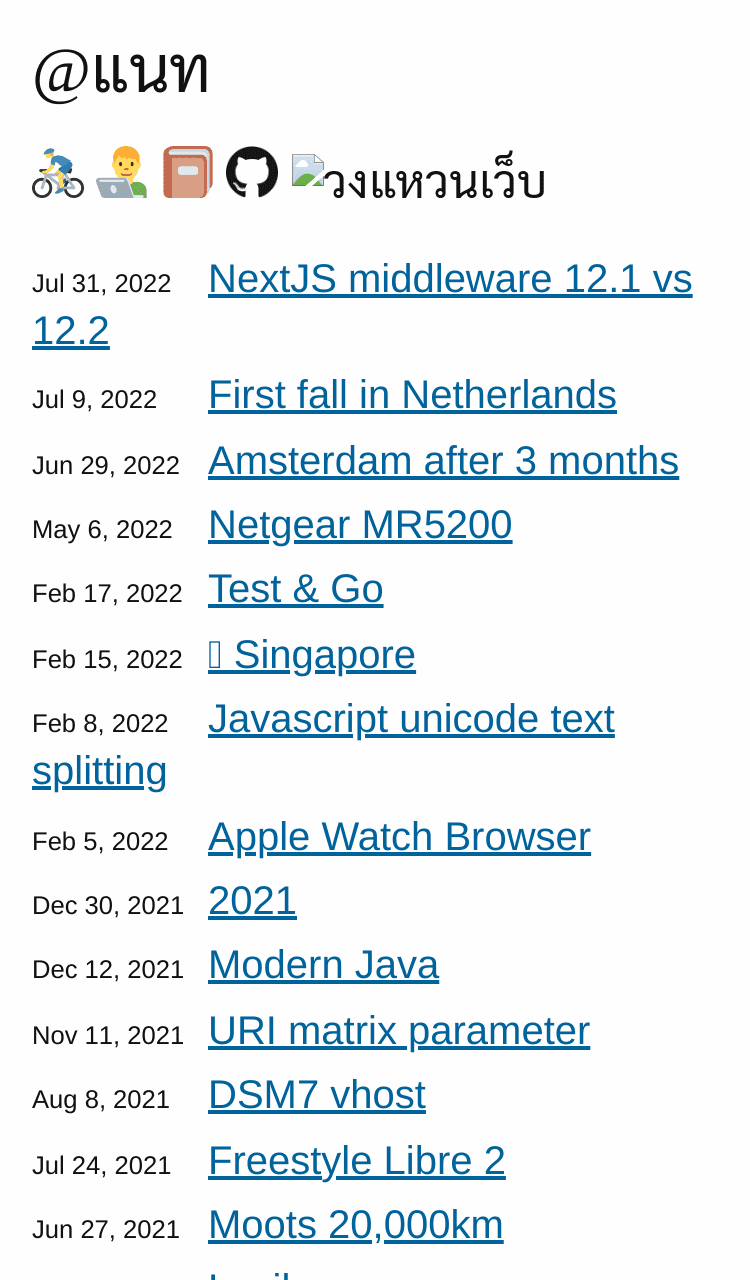 @แนท
วงแหวนเว็บ
Jul 31, 2022 NextJS middleware 12.1 vs
12.2
Jul 9, 2022 First fall in Netherlands
Jun 29, 2022 Amsterdam after 3 months
May 6, 2022 Netgear MR5200
Feb 17, 2022 Test & Go
Feb 15, 2022 Singapore
Feb 8, 2022 Javascript unicode text
splitting
Feb 5, 2022 Apple Watch Browser
Dec 30, 2021 2021
Dec 12, 2021 Modern Java
Nov 11, 2021 URI matrix parameter
Aug 8, 2021 DSM7 vhost
Jul 24, 2021 Freestyle Libre 2
Jun 27, 2021 Moots 20,000km